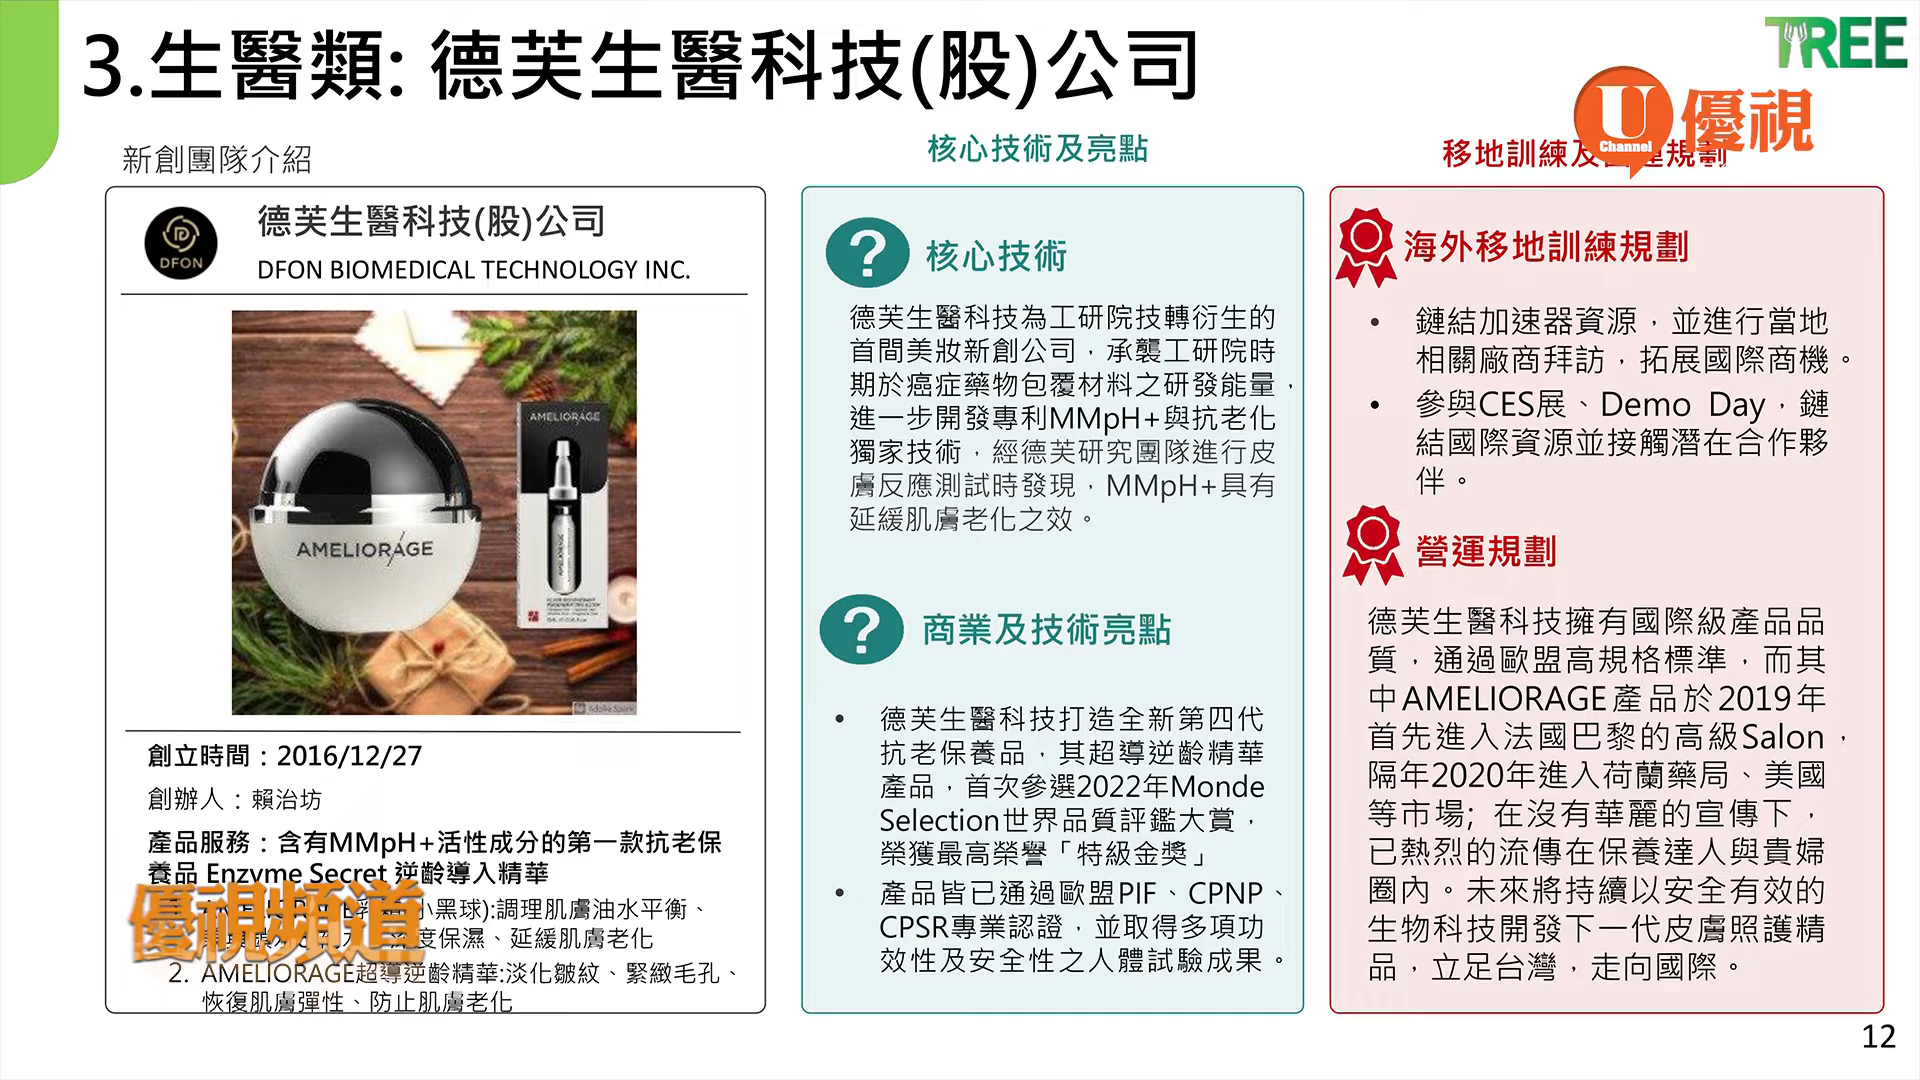 3.生醫類: 德芙生醫科技(股)公司
TREE
U
Channel
優視
新創團隊介紹
DFON
德芙生醫科技(股)公司
DFON BIOMEDICAL TECHNOLOGY INC.
AMELIORAGE
AMELIORAGE
AMELIORAGE
Adobe Spark
創立時間：2016/12/27
創辦人：賴治坊
產品服務：含有MMpH+活性成分的第一款抗老保
養品 Enzyme Secret 逆齡導入精華
小黑球):調理肌膚油水平衡、
度保濕、延緩肌膚老化
優視頻道
2. AMELIORAGE超導逆齡精華:淡化皺紋、緊緻毛孔、
恢復肌膚彈性、防止肌膚老化
核心技術及亮點
? 核心技術
德芙生醫科技為工研院技轉衍生的
首間美妝新創公司，承襲工研院時
期於癌症藥物包覆材料之研發能量，
進一步開發專利MMpH+與抗老化
獨家技術，經德芙研究團隊進行皮
膚反應測試時發現，MMpH+具有
延緩肌膚老化之效。
? 商業及技術亮點
• 德芙生醫科技打造全新第四代
抗老保養品，其超導逆齡精華
產品，首次參選2022年Monde
Selection世界品質評鑑大賞，
榮獲最高榮譽「特級金獎」
• 產品皆已通過歐盟PIF、CPNP、
CPSR專業認證，並取得多項功
效性及安全性之人體試驗成果。
移地訓練及營運規劃
海外移地訓練規劃
• 鏈結加速器資源，並進行當地
相關廠商拜訪，拓展國際商機。
• 參與CES展、Demo Day，鏈
結國際資源並接觸潛在合作夥
伴。
營運規劃
德芙生醫科技擁有國際級產品品
質，通過歐盟高規格標準，而其
中AMELIORAGE產品於2019年
首先進入法國巴黎的高級Salon，
隔年2020年進入荷蘭藥局、美國
等市場; 在沒有華麗的宣傳下，
已熱烈的流傳在保養達人與貴婦
圈內。未來將持續以安全有效的
生物科技開發下一代皮膚照護精
品，立足台灣，走向國際。
12